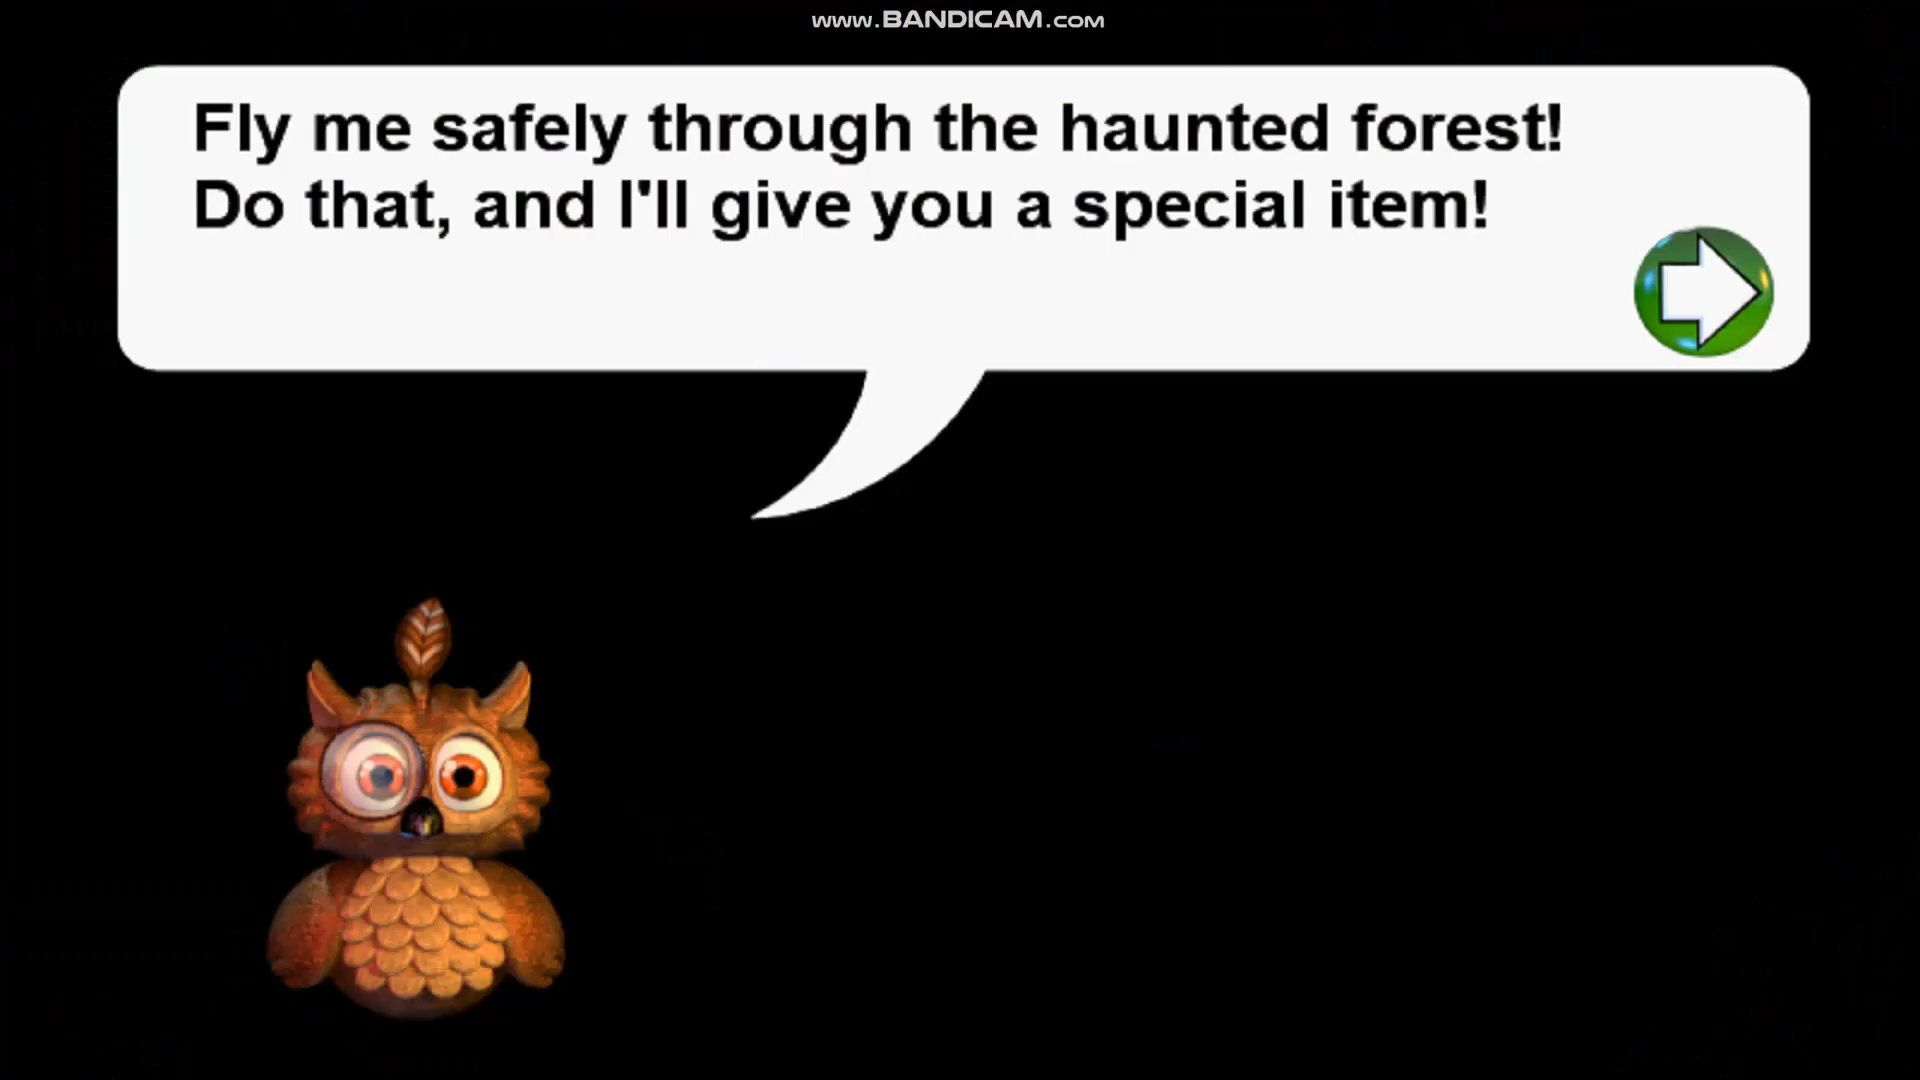 www.BANDICAM.com
Fly me safely through the haunted forest!
Do that, and I'll give you a special item!